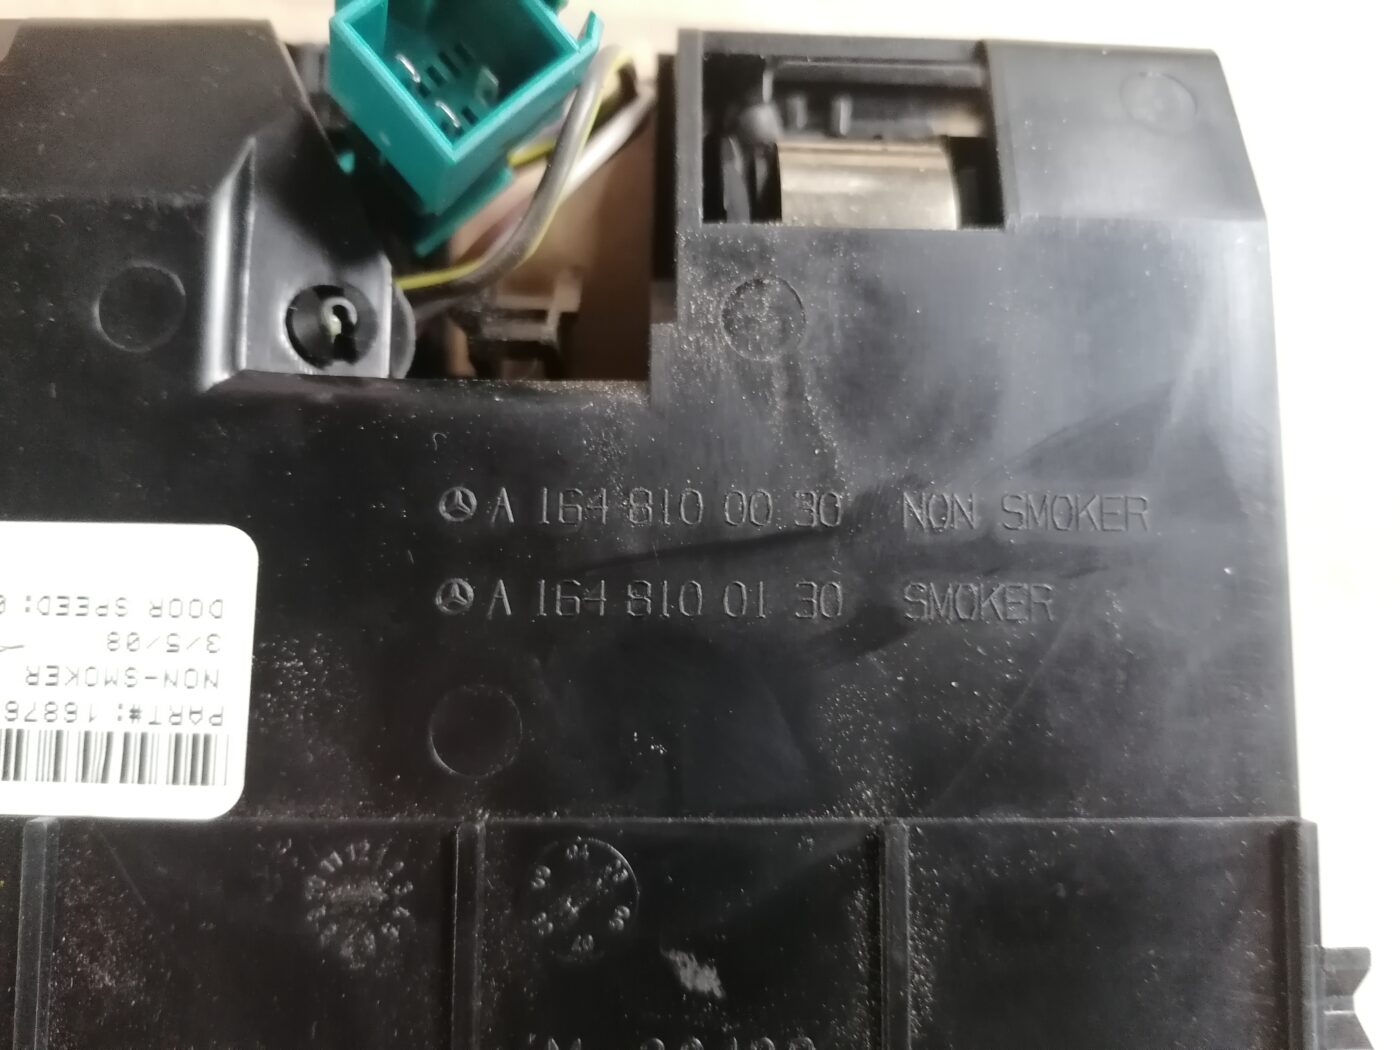 A 164 810 00 30 NON SMOKER
A 164 810 01 30 SMOKER
PART#: 16876
NON-SMOKER
3/5/08
DOOR SPEED: